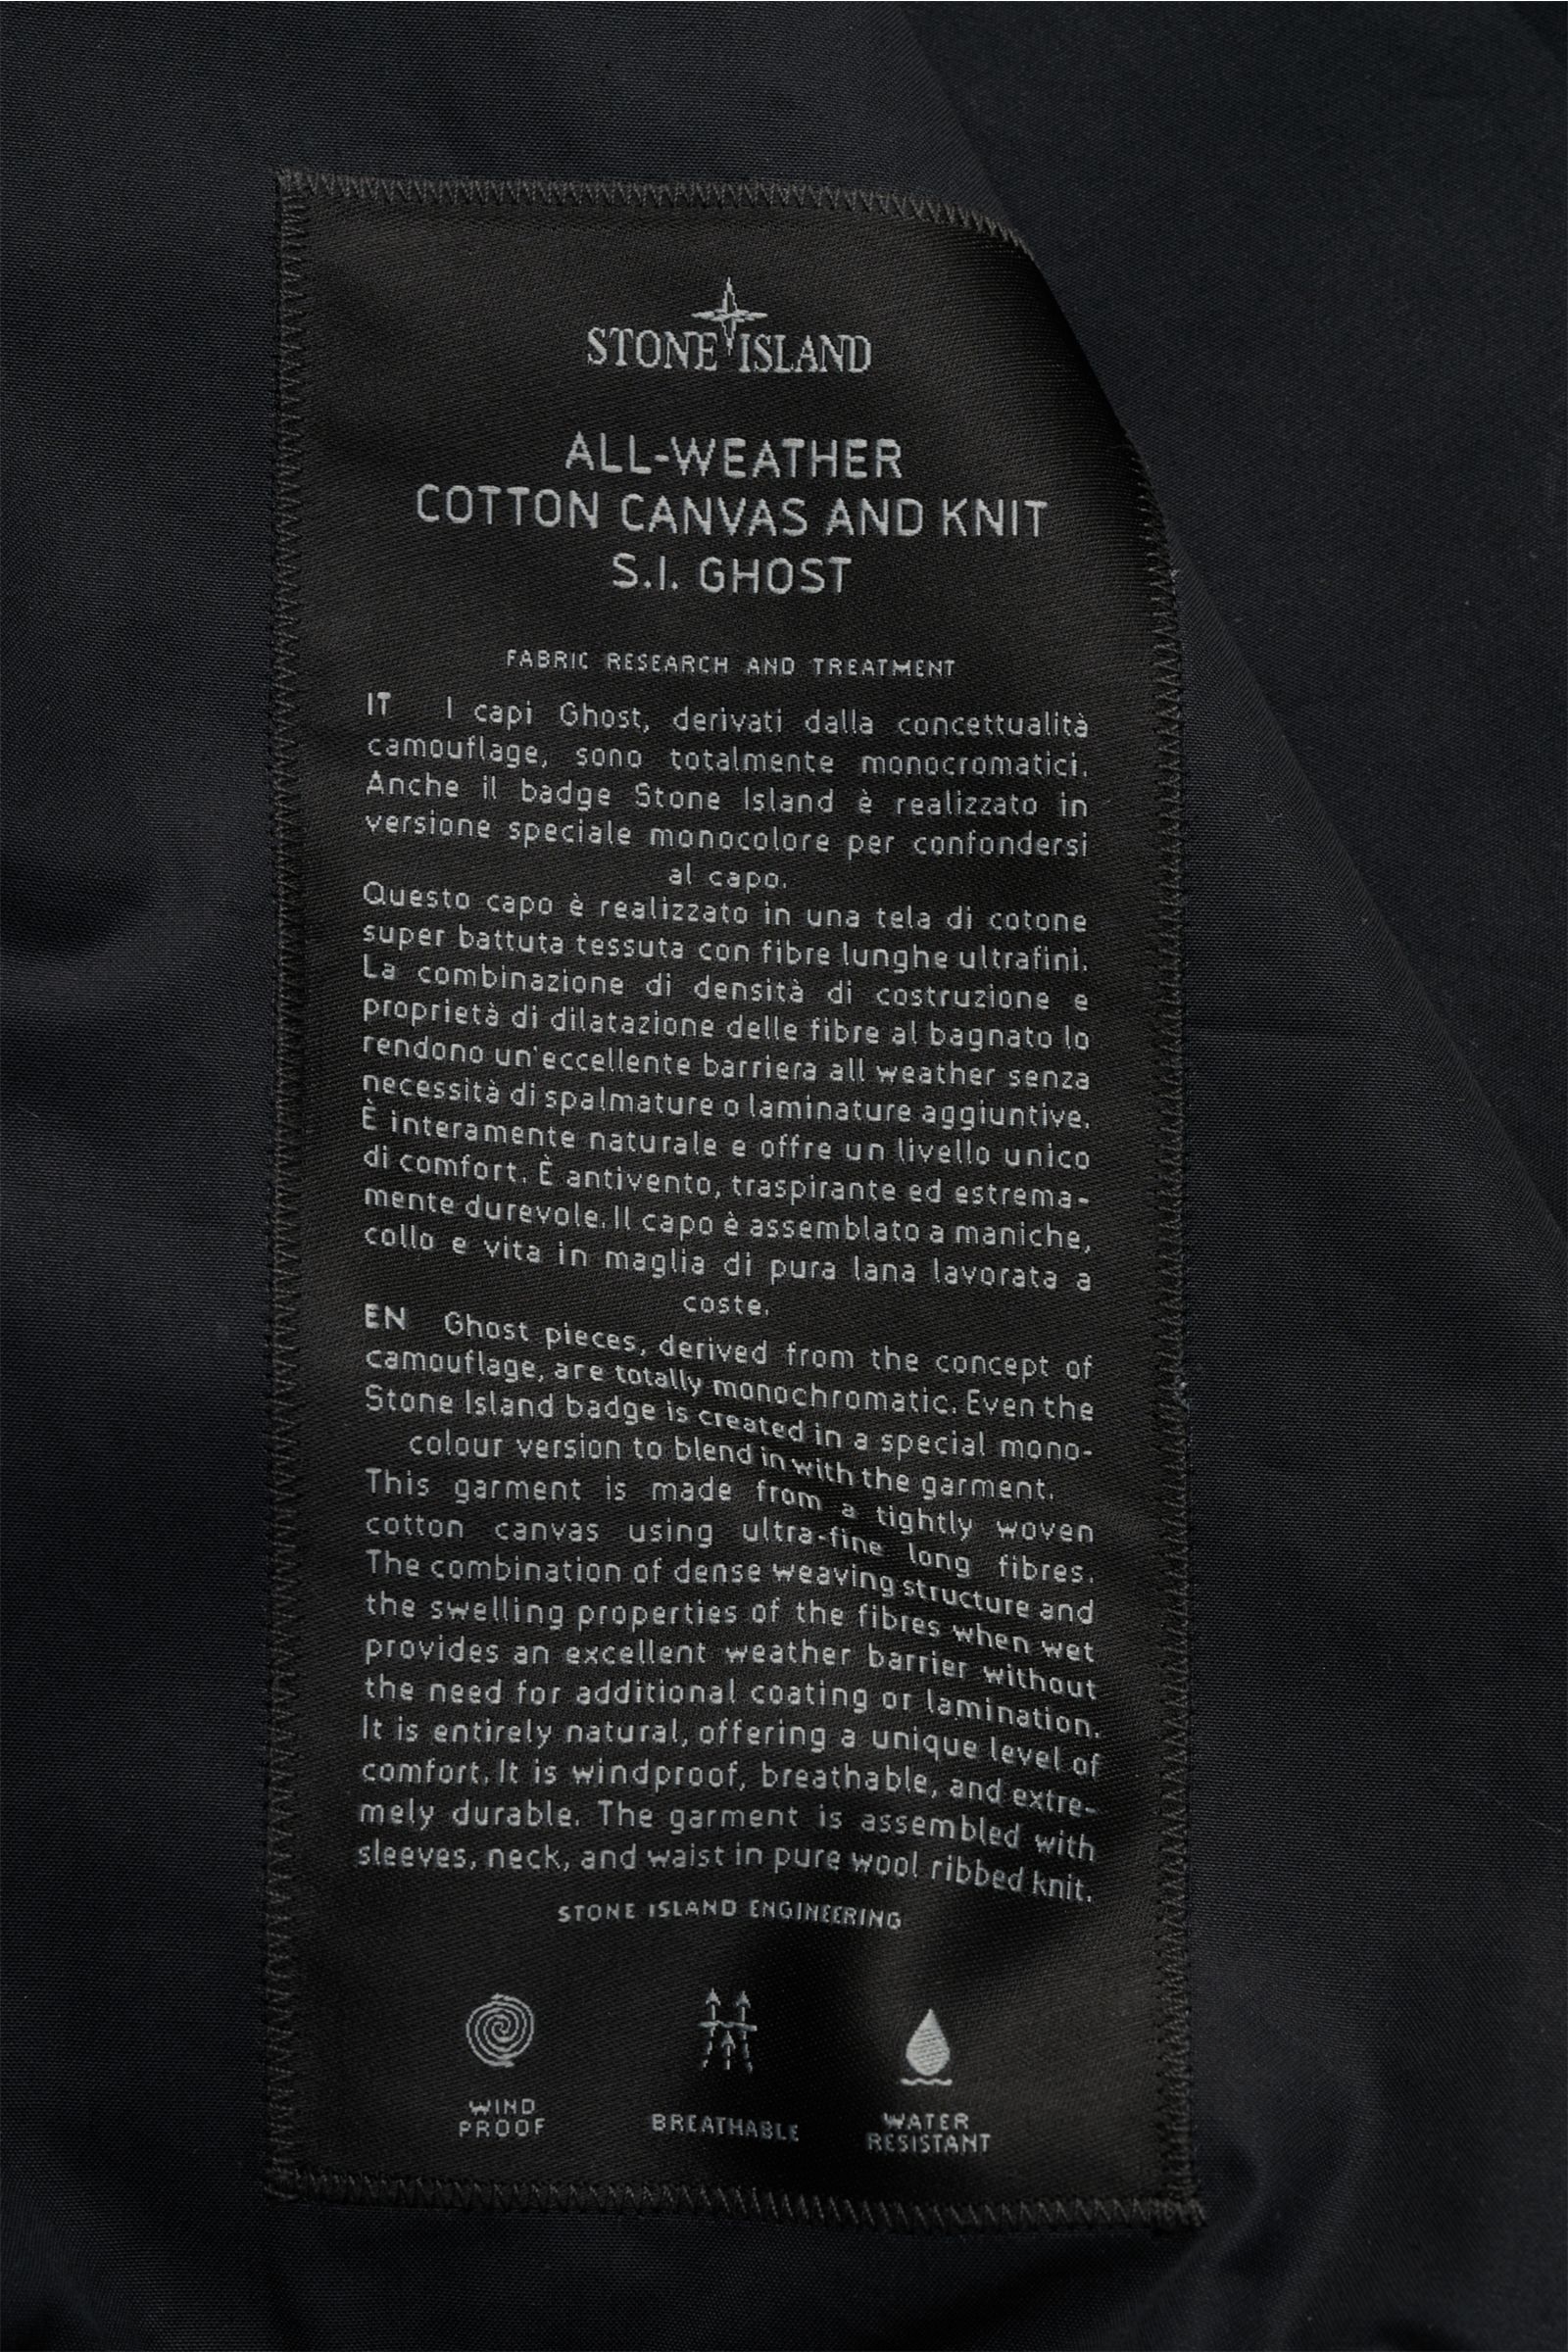 STONE ISLAND
ALL-WEATHER
COTTON CANVAS AND KNIT
S.I. GHOST
FABRIC RESEARCH AND TREATMENT
IT I capi Ghost, derivati dalla concettualità
camouflage, sono totalmente monocromatici.
Anche il badge Stone Island è realizzato in
versione speciale monocolore per confondersi
al capo.
Questo capo è realizzato in una tela di cotone
super battuta tessuta con fibre lunghe ultrafini.
La combinazione di densità di costruzione e
proprietà di dilatazione delle fibre al bagnato lo
rendono un'eccellente barriera all weather senza
necessità di spalmature o laminature aggiuntive.
È interamente naturale e offre un livello unico
di comfort. È antivento, traspirante ed estrema-
mente durevole. Il capo è assemblato a maniche,
collo e vita in maglia di pura lana lavorata a
coste.
EN Ghost pieces, derived from the concept of
camouflage, are totally monochromatic. Even the
Stone Island badge is created in a special mono-
colour version to blend in with the garment.
This garment is made from a tightly woven
cotton canvas using ultra-fine long fibres.
The combination of dense weaving structure and
the swelling properties of the fibres when wet
provides an excellent weather barrier without
the need for additional coating or lamination.
It is entirely natural, offering a unique level of
comfort. It is windproof, breathable, and extre-
mely durable. The garment is assembled with
sleeves, neck, and waist in pure wool ribbed knit.
STONE ISLAND ENGINEERING
WIND
PROOF
BREATHABLE
WATER
RESISTANT